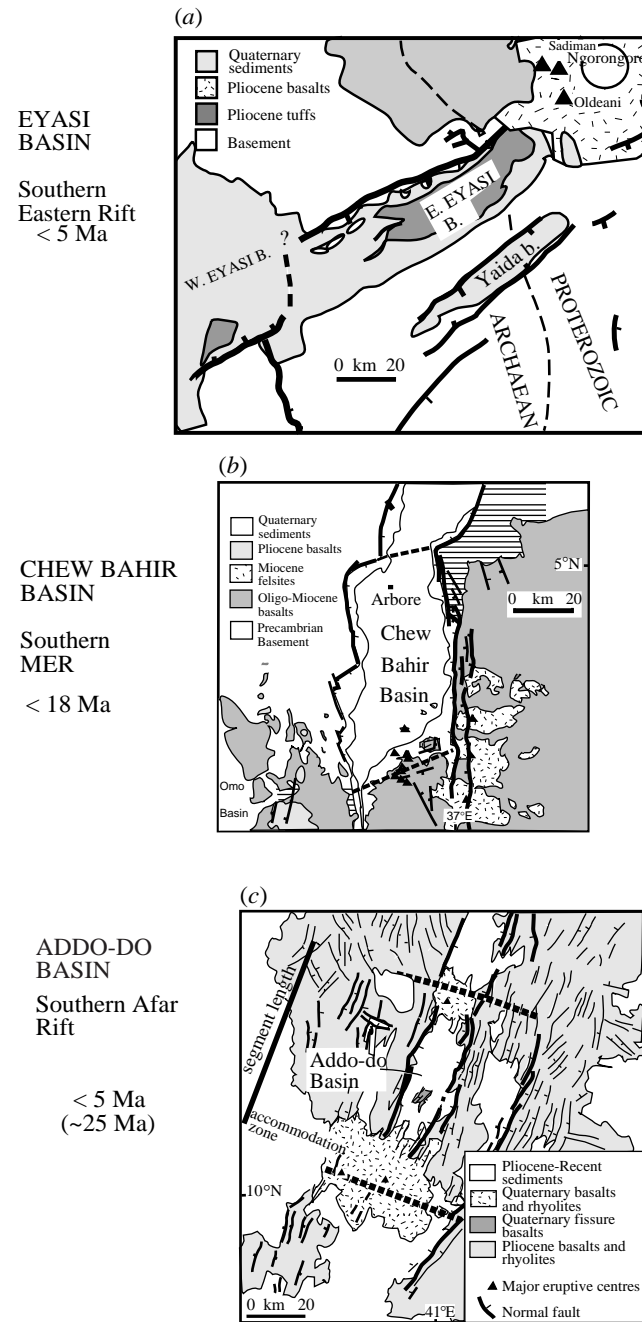 (a)
EYASI
BASIN
Southern
Eastern Rift
< 5 Ma
Quaternary
sediments
Pliocene basalts
Pliocene tuffs
Basement
Sadiman
Ngorongoro
Oldeani
E. EYASI
B.
W. EYASI B.
?
Yaida b.
ARCHAEAN
PROTEROZOIC
0 km 20
(b)
CHEW BAHIR
BASIN
Southern
MER
< 18 Ma
Quaternary
sediments
Pliocene basalts
Miocene
felsites
Oligo-Miocene
basalts
Precambrian
Basement
5°N
0 km 20
Arbore
Chew
Bahir
Basin
Omo
Basin
37°E
(c)
ADDO-DO
BASIN
Southern Afar
Rift
< 5 Ma
(~25 Ma)
segment length
Addo-do
Basin
accommodation
zone
10°N
0 km 20
41°E
Pliocene-Recent
sediments
Quaternary basalts
and rhyolites
Quaternary fissure
basalts
Pliocene basalts and
rhyolites
Major eruptive centres
Normal fault